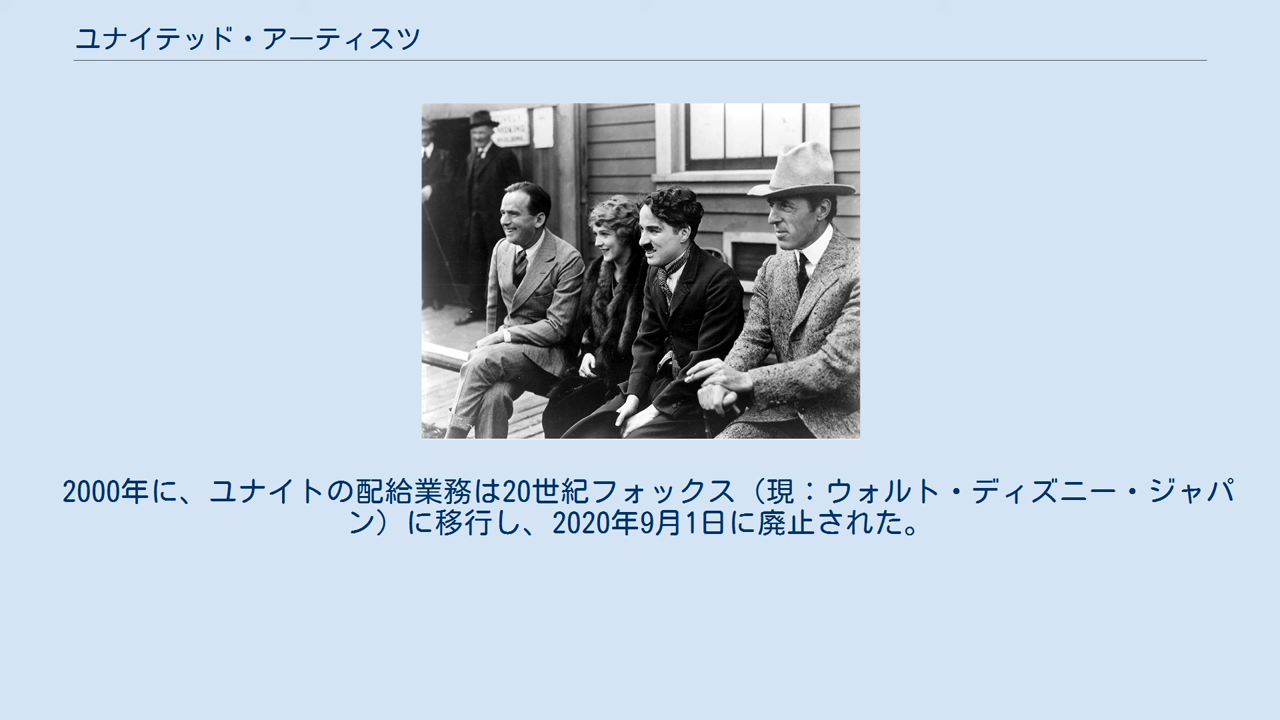 ユナイテッド・アーティスツ
2000年に、ユナイトの配給業務は20世紀フォックス（現：ウォルト・ディズニー・ジャパ
ン）に移行し、2020年9月1日に廃止された。